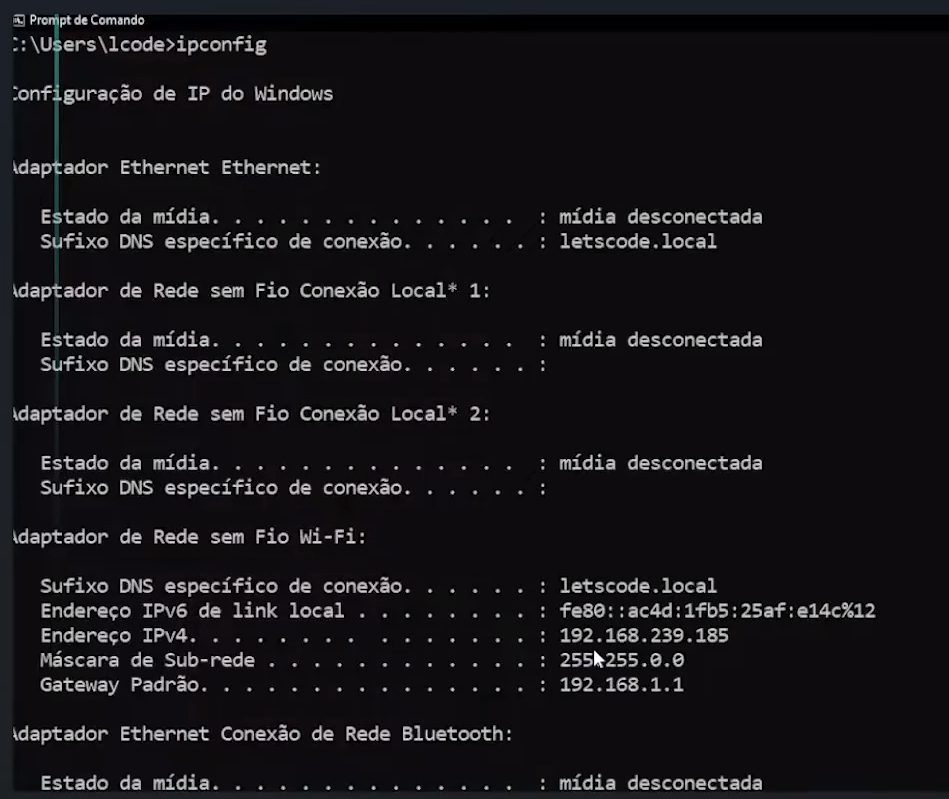 Prompt de Comando
C:\Users\lcode>ipconfig
Configuração de IP do Windows
Adaptador Ethernet Ethernet:
Estado da mídia. . . . . . . . . . . . . . : mídia desconectada
Sufixo DNS específico de conexão. . . . . . : letscode.local
Adaptador de Rede sem Fio Conexão Local* 1:
Estado da mídia. . . . . . . . . . . . . . : mídia desconectada
Sufixo DNS específico de conexão. . . . . . :
Adaptador de Rede sem Fio Conexão Local* 2:
Estado da mídia. . . . . . . . . . . . . . : mídia desconectada
Sufixo DNS específico de conexão. . . . . . :
Adaptador de Rede sem Fio Wi-Fi:
Sufixo DNS específico de conexão. . . . . . : letscode.local
Endereço IPv6 de link local . . . . . . . . : fe80::ac4d:1fb5:25af:e14c%12
Endereço IPv4. . . . . . . . . . . . . . . : 192.168.239.185
Máscara de Sub-rede . . . . . . . . . . . . : 255.255.0.0
Gateway Padrão. . . . . . . . . . . . . . . : 192.168.1.1
Adaptador Ethernet Conexão de Rede Bluetooth:
Estado da mídia. . . . . . . . . . . . . . : mídia desconectada